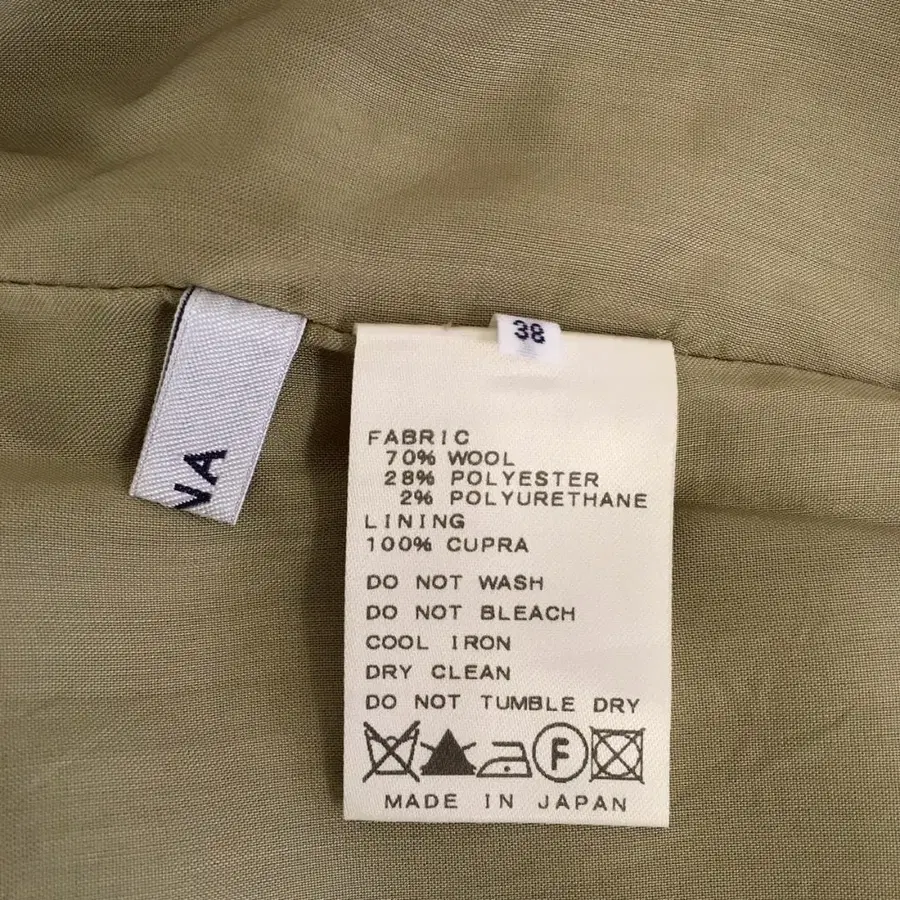 38
FABRIC
70% WOOL
28% POLYESTER
2% POLYURETHANE
LINING
100% CUPRA
DO NOT WASH
DO NOT BLEACH
COOL IRON
DRY CLEAN
DO NOT TUMBLE DRY
F
MADE IN JAPAN